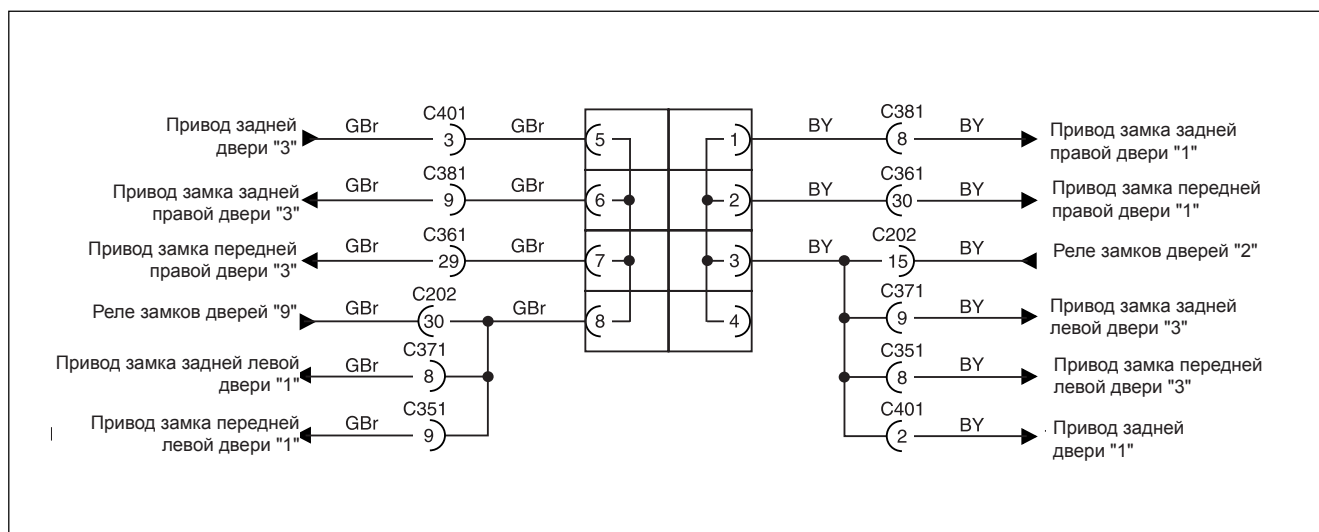 Привод задней
двери "3"
GBr
C401
3
GBr
5
1
BY
C381
8
BY
Привод замка задней
правой двери "1"
Привод замка задней
правой двери "3"
GBr
C381
9
GBr
6
2
BY
C361
30
BY
Привод замка передней
правой двери "1"
Привод замка передней
правой двери "3"
GBr
C361
29
GBr
7
3
BY
C202
15
BY
Реле замков дверей "2"
Реле замков дверей "9"
GBr
C202
30
GBr
8
4
C371
9
BY
Привод замка задней
левой двери "3"
Привод замка задней левой
двери "1"
GBr
C371
8
C351
8
BY
Привод замка передней
левой двери "3"
Привод замка передней
левой двери "1"
GBr
C351
9
C401
2
BY
Привод задней
двери "1"